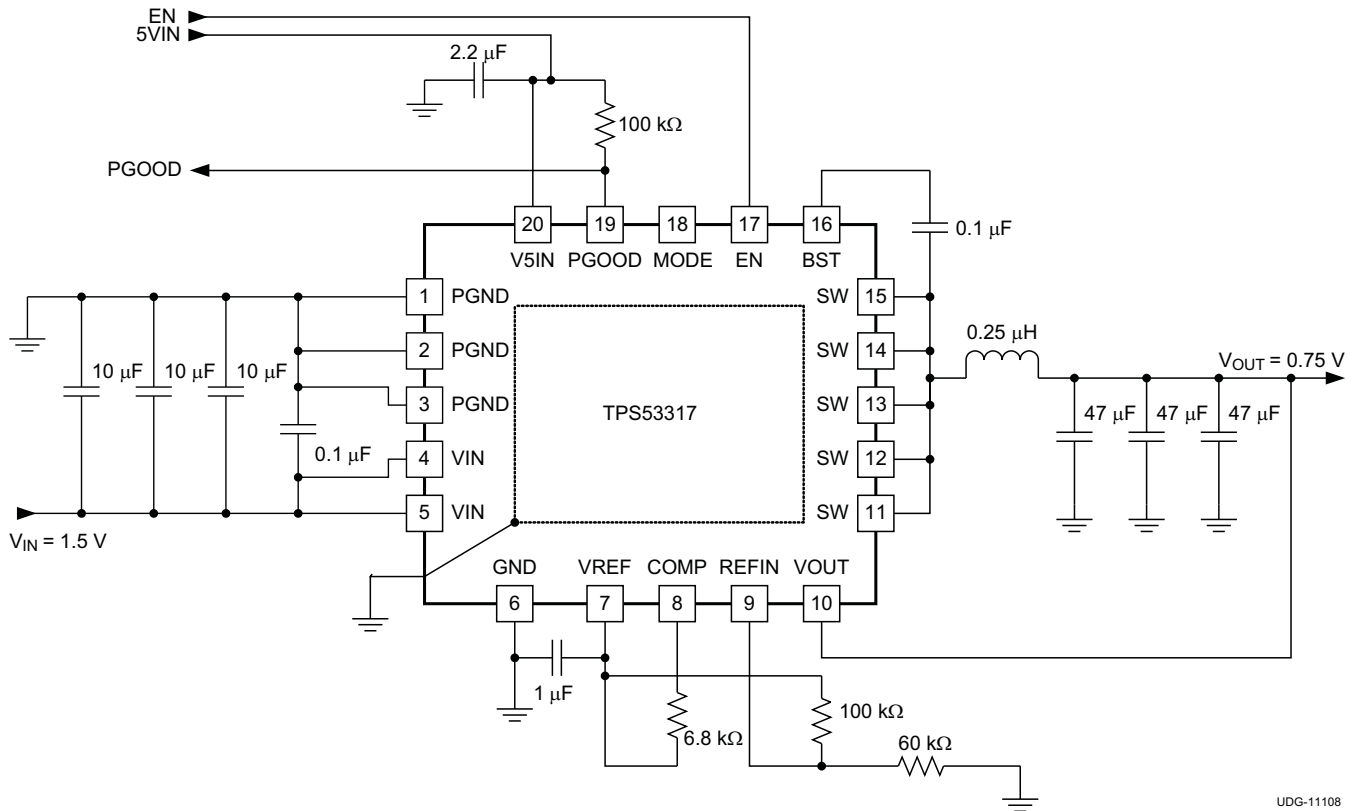 EN
5VIN
2.2 μF
100 kΩ
PGOOD
20 19 18 17 16
V5IN PGOOD MODE EN BST
0.1 μF
1 PGND
SW 15
2 PGND
SW 14
0.25 μH
VOUT = 0.75 V
10 μF 10 μF 10 μF
3 PGND
TPS53317
SW 13
47 μF 47 μF 47 μF
0.1 μF
4 VIN
SW 12
5 VIN
SW 11
VIN = 1.5 V
GND VREF COMP REFIN VOUT
6 7 8 9 10
1 μF
6.8 kΩ
100 kΩ
60 kΩ
UDG-11108